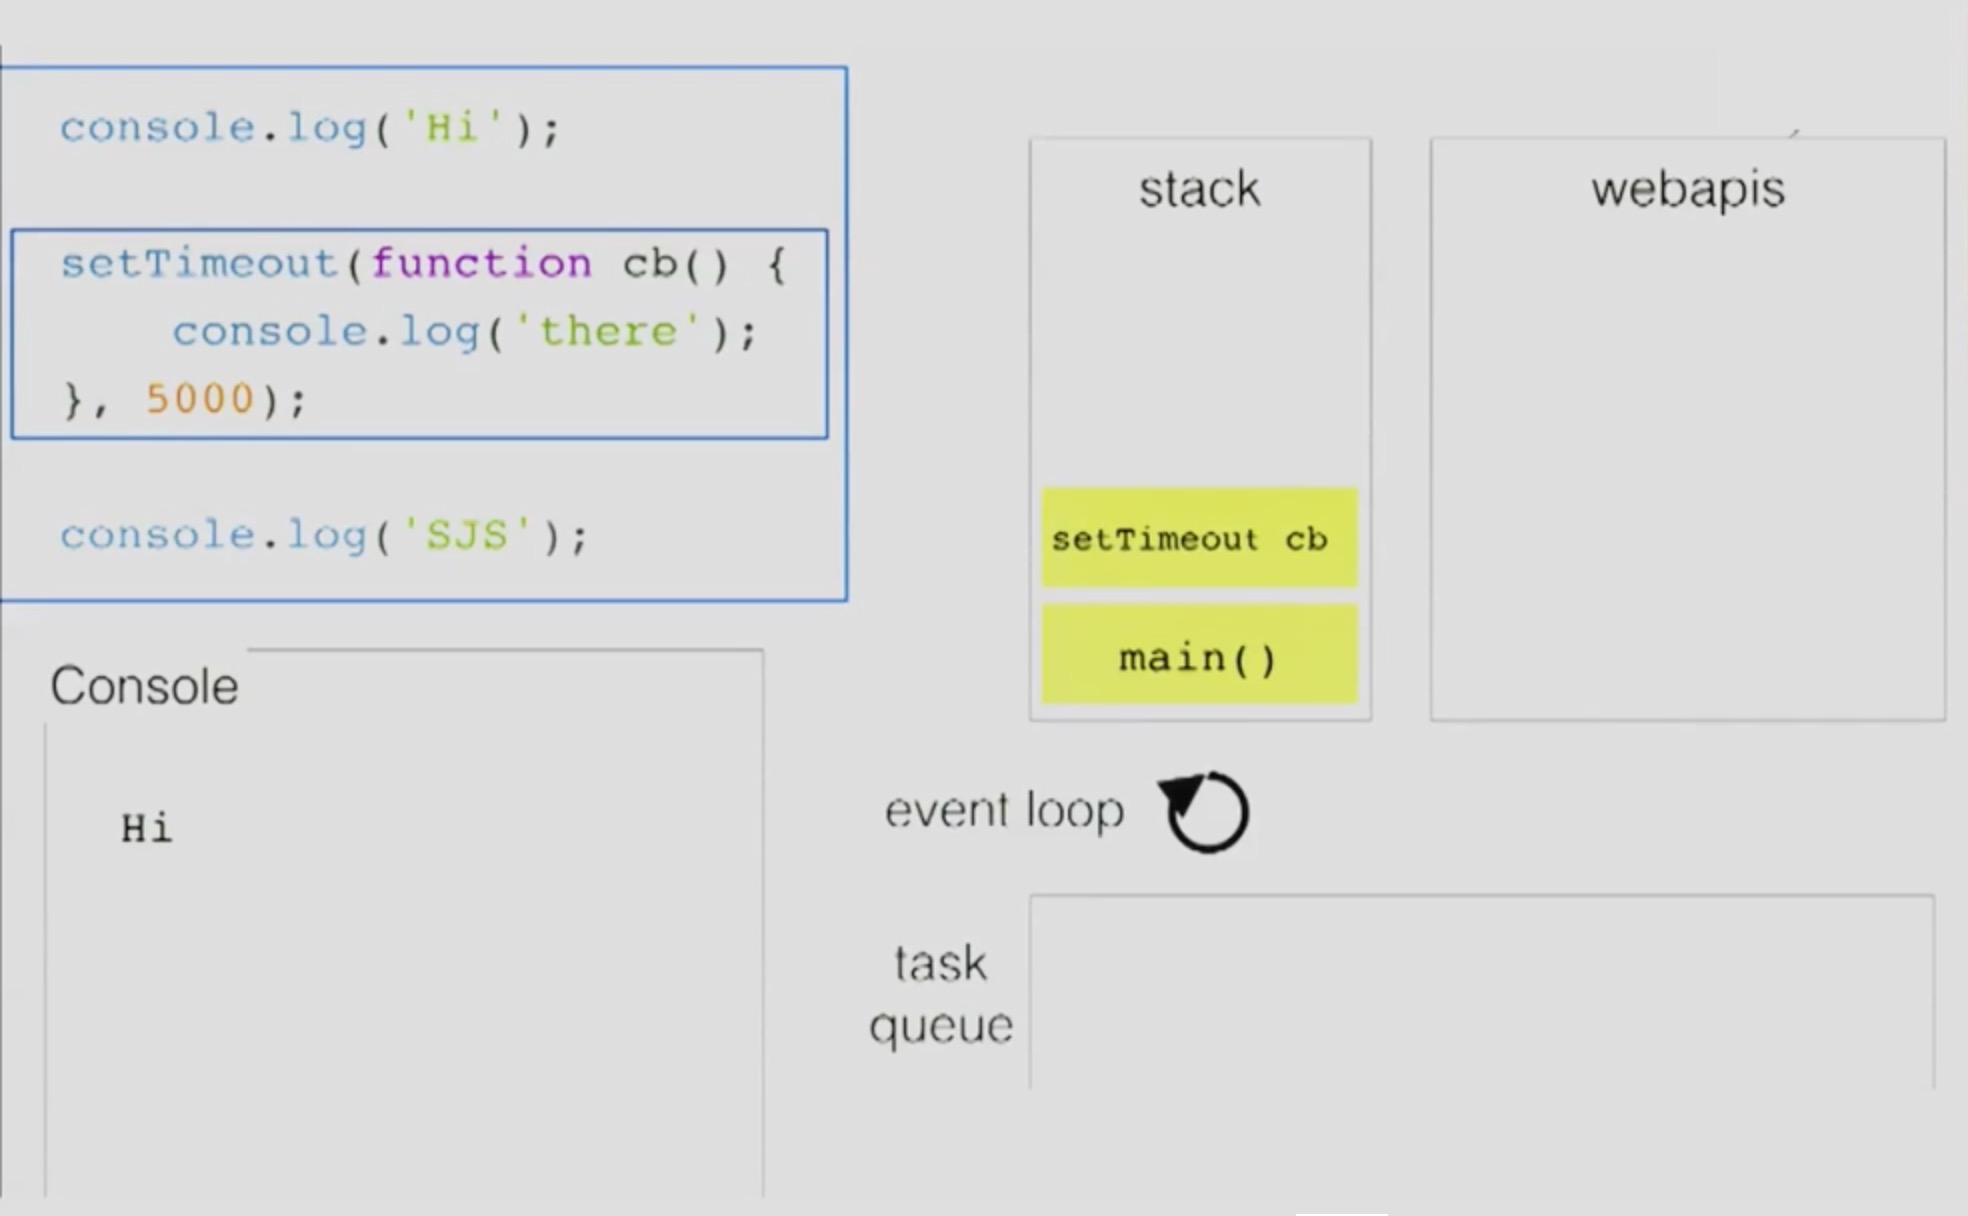 console.log('Hi');
setTimeout(function cb() {
    console.log('there');
}, 5000);
console.log('SJS');
Console
Hi
stack
setTimeout cb
main()
webapis
event loop
task
queue